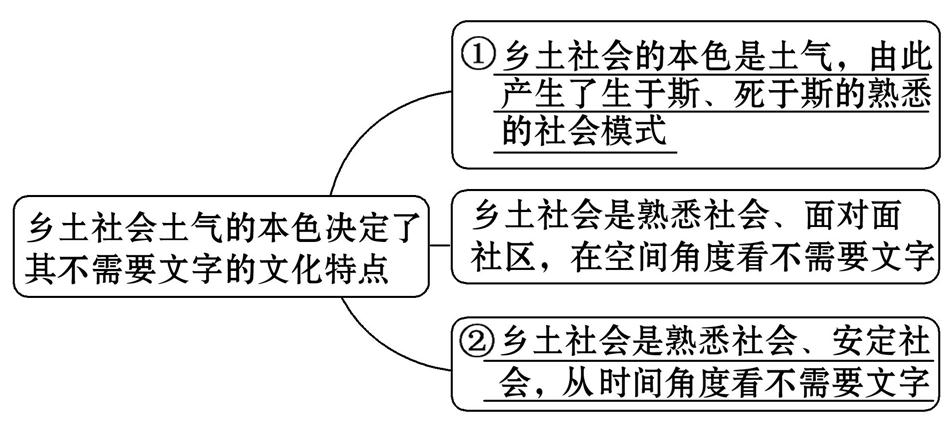 ①乡土社会的本色是土气，由此
产生了生于斯、死于斯的熟悉
的社会模式
乡土社会土气的本色决定了
其不需要文字的文化特点
乡土社会是熟悉社会、面对面
社区，在空间角度看不需要文字
②乡土社会是熟悉社会、安定社
会，从时间角度看不需要文字